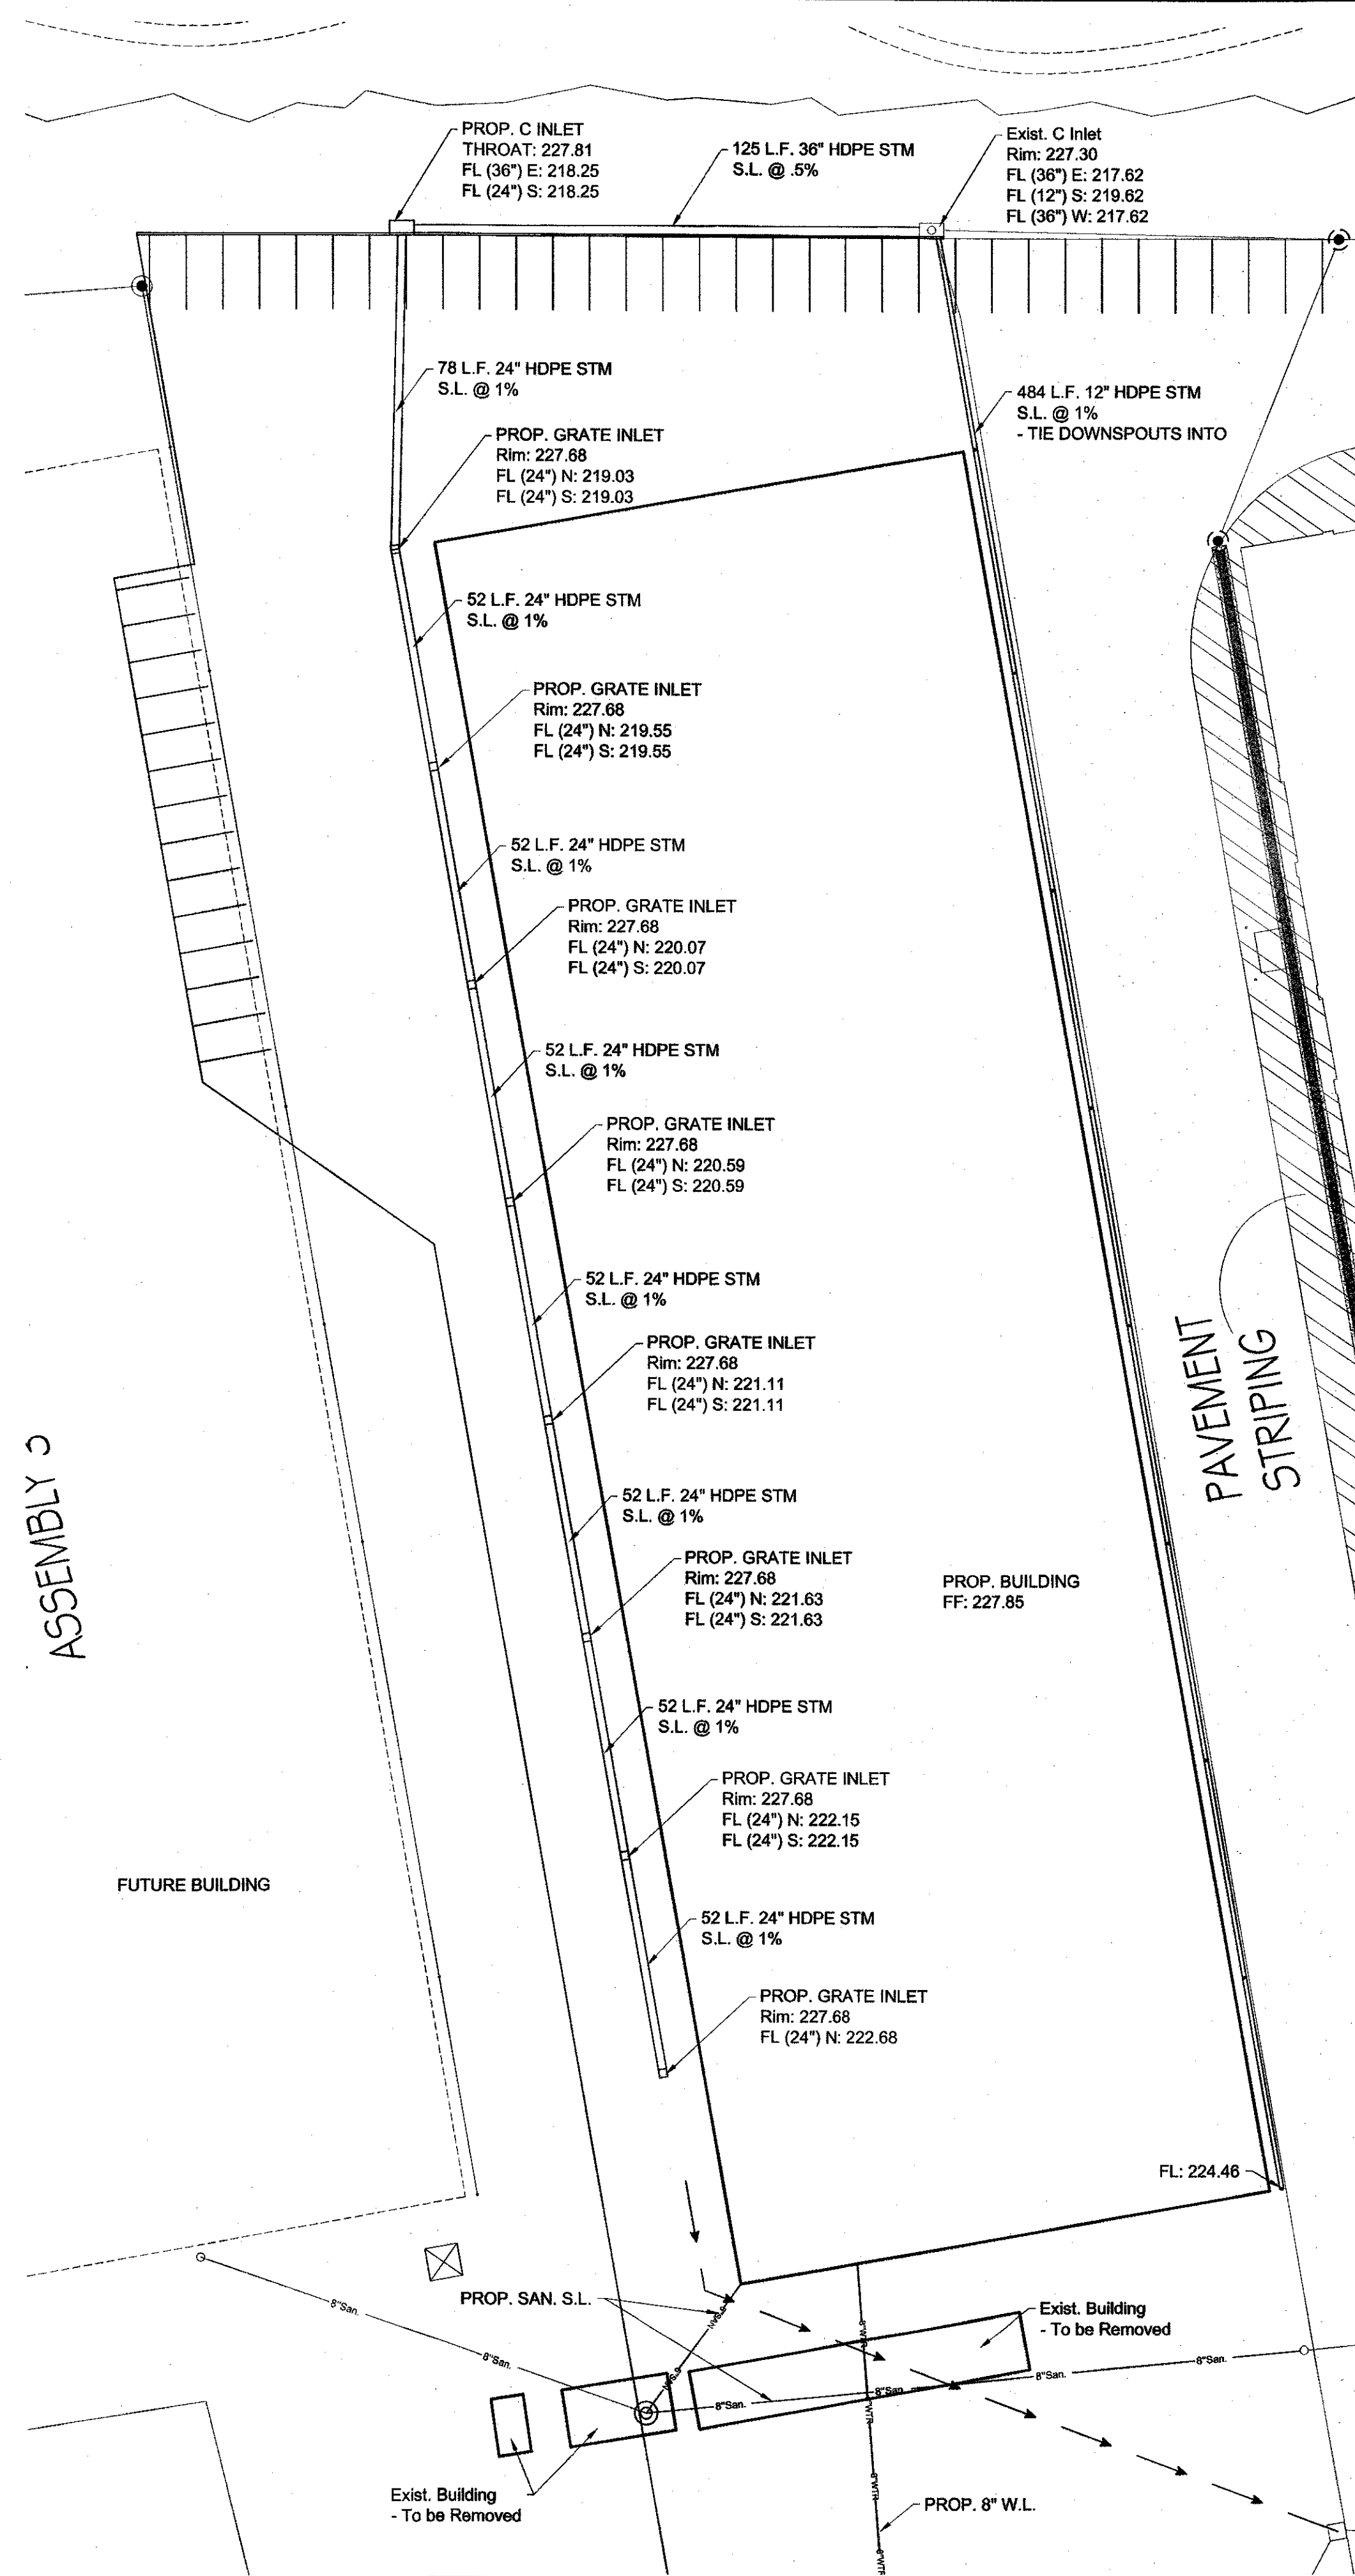 PROP. C INLET
THROAT: 227.81
FL (36") E: 218.25
FL (24") S: 218.25
125 L.F. 36" HDPE STM
S.L. @ .5%
Exist. C Inlet
Rim: 227.30
FL (36") E: 217.62
FL (12") S: 219.62
FL (36") W: 217.62
78 L.F. 24" HDPE STM
S.L. @ 1%
484 L.F. 12" HDPE STM
S.L. @ 1%
- TIE DOWNSPOUTS INTO
PROP. GRATE INLET
Rim: 227.68
FL (24") N: 219.03
FL (24") S: 219.03
52 L.F. 24" HDPE STM
S.L. @ 1%
PROP. GRATE INLET
Rim: 227.68
FL (24") N: 219.55
FL (24") S: 219.55
52 L.F. 24" HDPE STM
S.L. @ 1%
PROP. GRATE INLET
Rim: 227.68
FL (24") N: 220.07
FL (24") S: 220.07
52 L.F. 24" HDPE STM
S.L. @ 1%
PROP. GRATE INLET
Rim: 227.68
FL (24") N: 220.59
FL (24") S: 220.59
52 L.F. 24" HDPE STM
S.L. @ 1%
PROP. GRATE INLET
Rim: 227.68
FL (24") N: 221.11
FL (24") S: 221.11
PAVEMENT
STRIPING
ASSEMBLY
52 L.F. 24" HDPE STM
S.L. @ 1%
PROP. GRATE INLET
Rim: 227.68
FL (24") N: 221.63
FL (24") S: 221.63
PROP. BUILDING
FF: 227.85
52 L.F. 24" HDPE STM
S.L. @ 1%
PROP. GRATE INLET
Rim: 227.68
FL (24") N: 222.15
FL (24") S: 222.15
FUTURE BUILDING
52 L.F. 24" HDPE STM
S.L. @ 1%
PROP. GRATE INLET
Rim: 227.68
FL (24") N: 222.68
FL: 224.46
PROP. SAN. S.L.
8"San.
8"San.
Exist. Building
- To be Removed
8"WTR
8"San.
8"San.
8"San.
8"San.
8"WTR
8"WTR
8"WTR
Exist. Building
- To be Removed
PROP. 8" W.L.